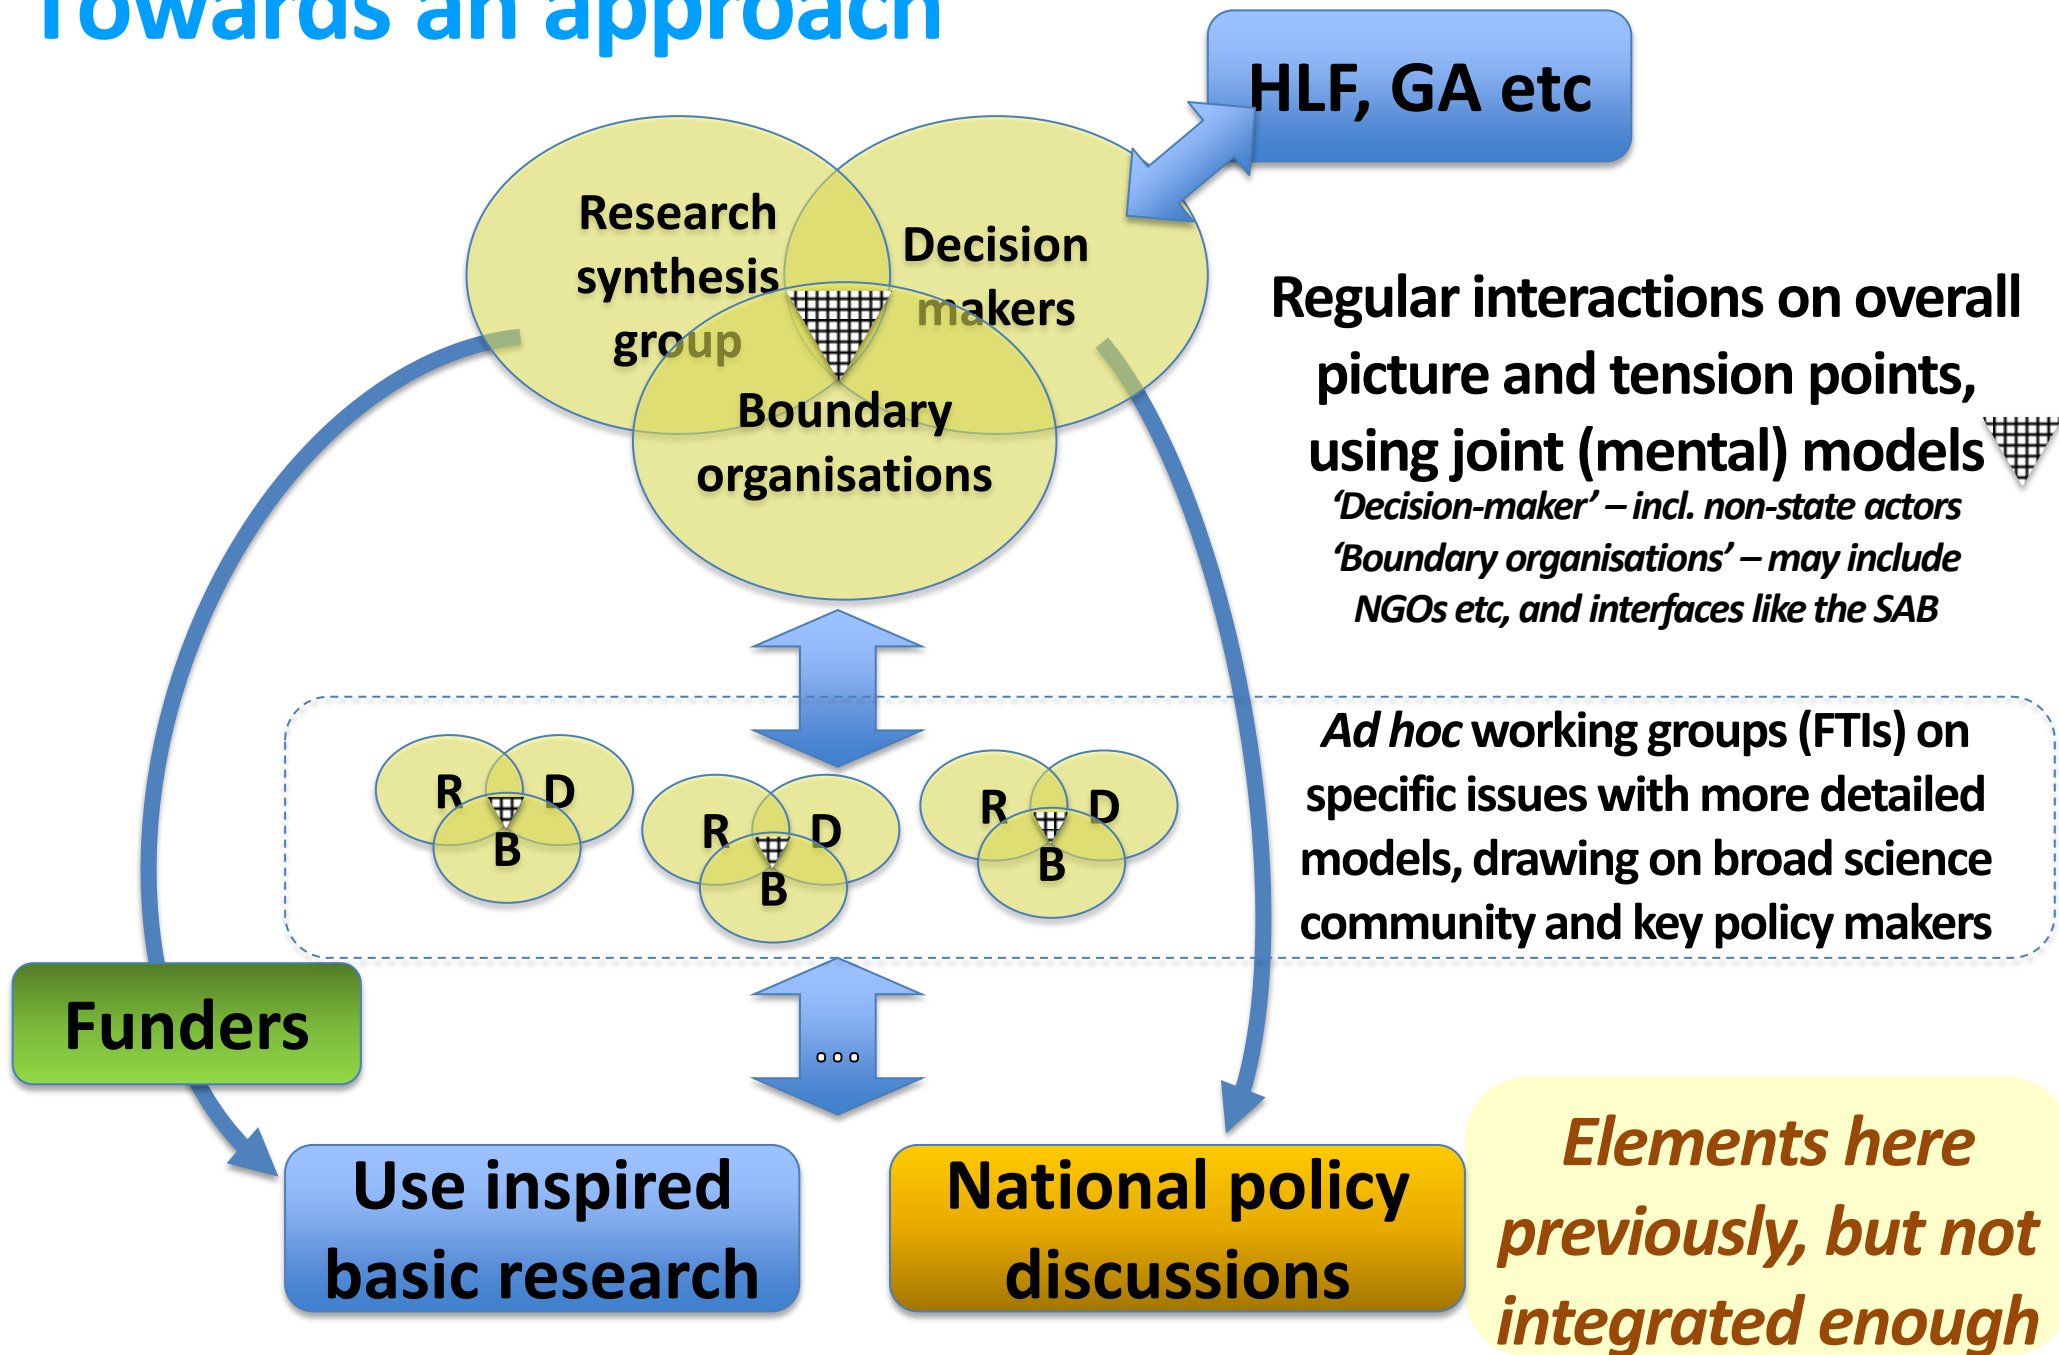 Towards an approach
HLF, GA etc
Research
synthesis
group
Decision
makers
Boundary
organisations
Regular interactions on overall
picture and tension points,
using joint (mental) models
‘Decision-maker’ – incl. non-state actors
‘Boundary organisations’ – may include
NGOs etc, and interfaces like the SAB
R D
B
R D
B
R D
B
Ad hoc working groups (FTIs) on
specific issues with more detailed
models, drawing on broad science
community and key policy makers
Funders
...
Use inspired
basic research
National policy
discussions
Elements here
previously, but not
integrated enough